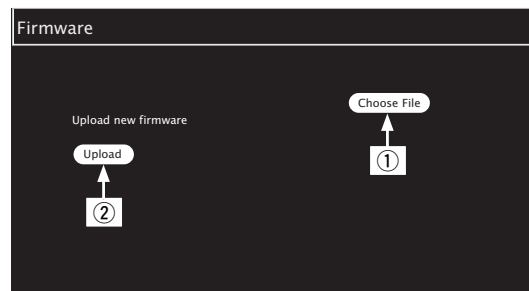 Firmware
Choose File
Upload new firmware
①
Upload
②